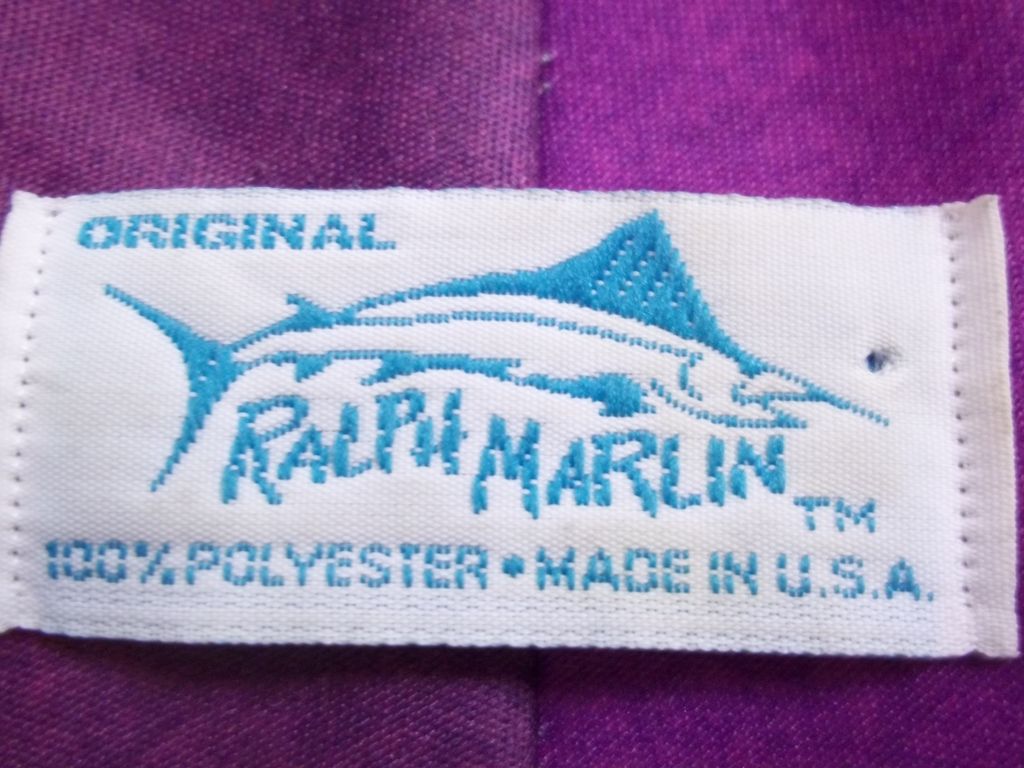 ORIGINAL
RALPH MARLIN TM
100% POLYESTER • MADE IN U.S.A.